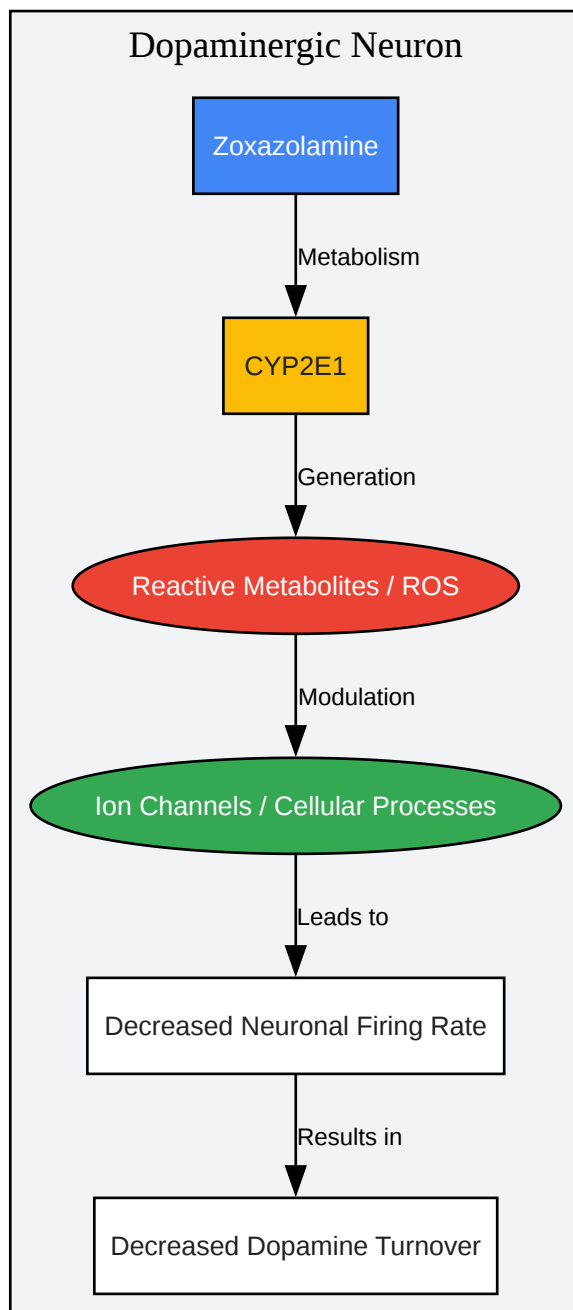 Dopaminergic Neuron
Zoxazolamine
Metabolism
CYP2E1
Generation
Reactive Metabolites / ROS
Modulation
Ion Channels / Cellular Processes
Leads to
Decreased Neuronal Firing Rate
Results in
Decreased Dopamine Turnover